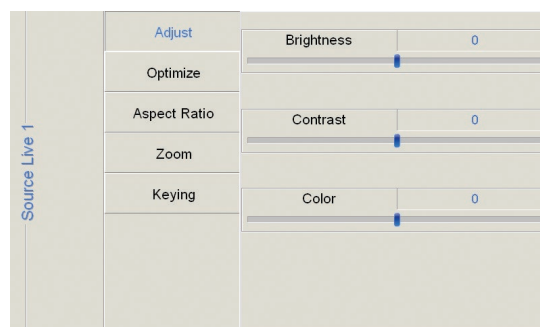 Source Live 1
Adjust
Optimize
Aspect Ratio
Zoom
Keying
Brightness 0
Contrast 0
Color 0